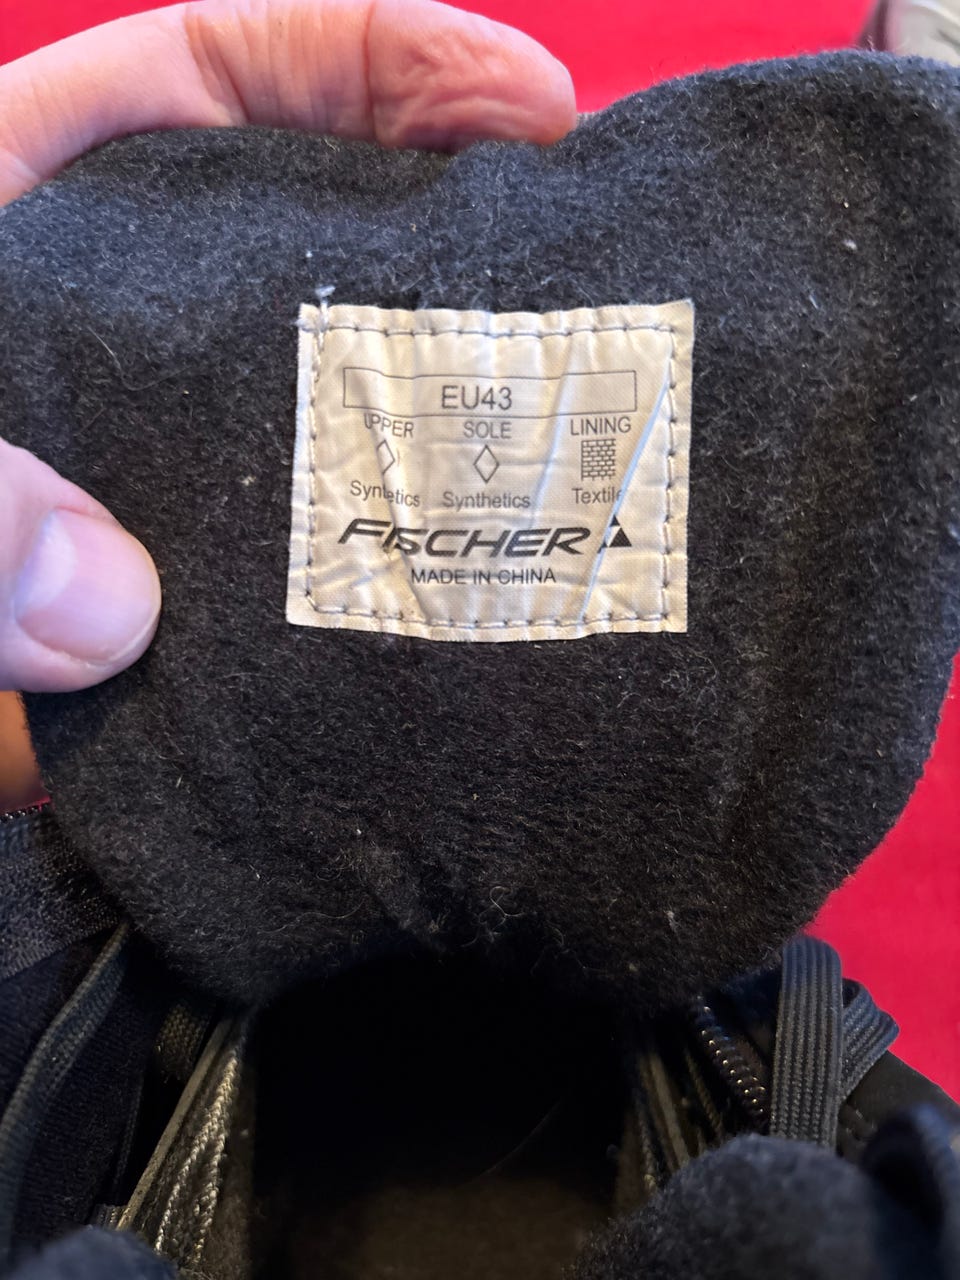 EU43
UPPER SOLE LINING
Synthetics Synthetics Textile
FISCHER
MADE IN CHINA